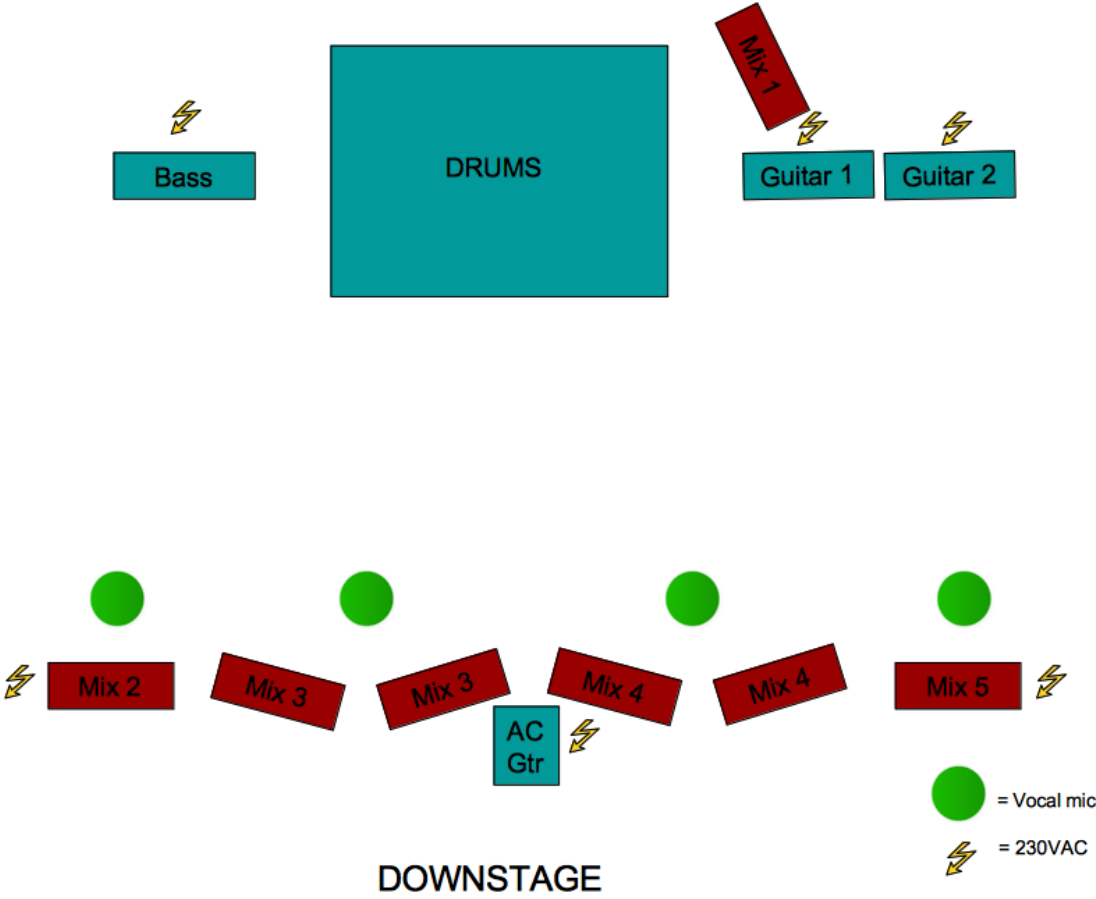 Mix 1
Bass
DRUMS
Guitar 1
Guitar 2
Mix 2
Mix 3
Mix 3
Mix 4
Mix 4
Mix 5
AC
Gtr
= Vocal mic
= 230VAC
DOWNSTAGE